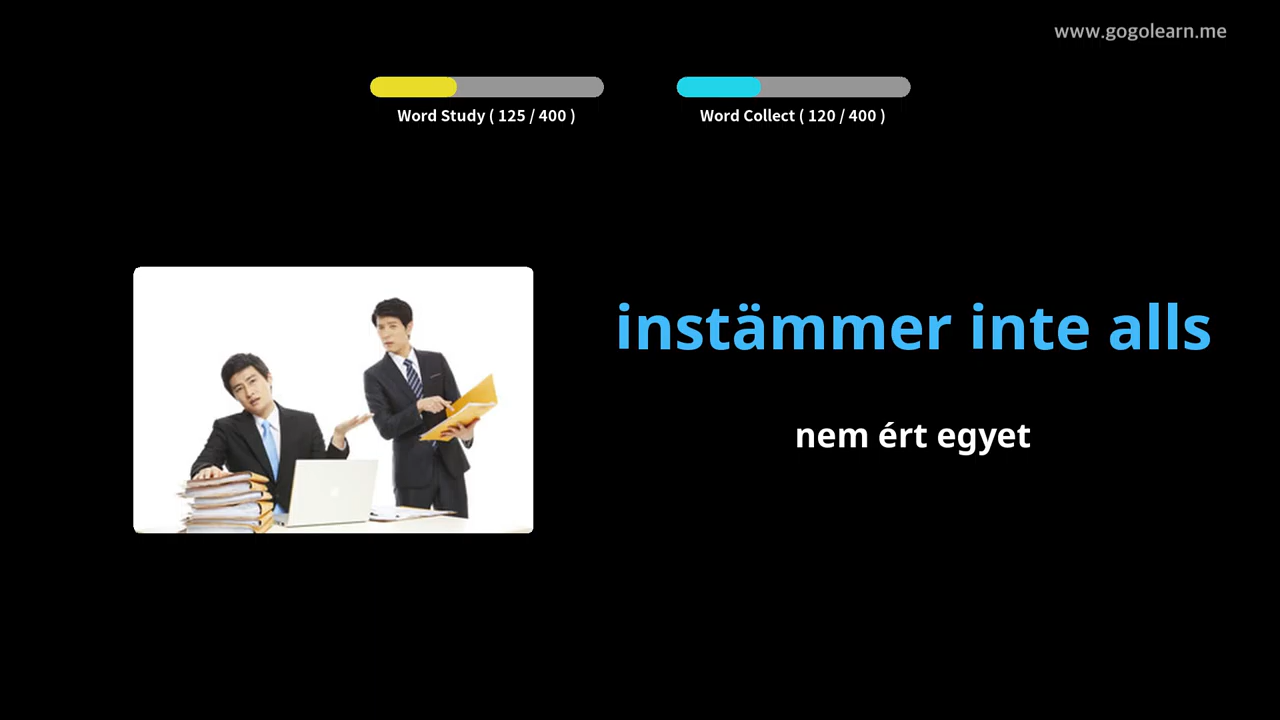 www.gogolearn.me
Word Study ( 125 / 400 )
Word Collect ( 120 / 400 )
instämmer inte alls
nem ért egyet